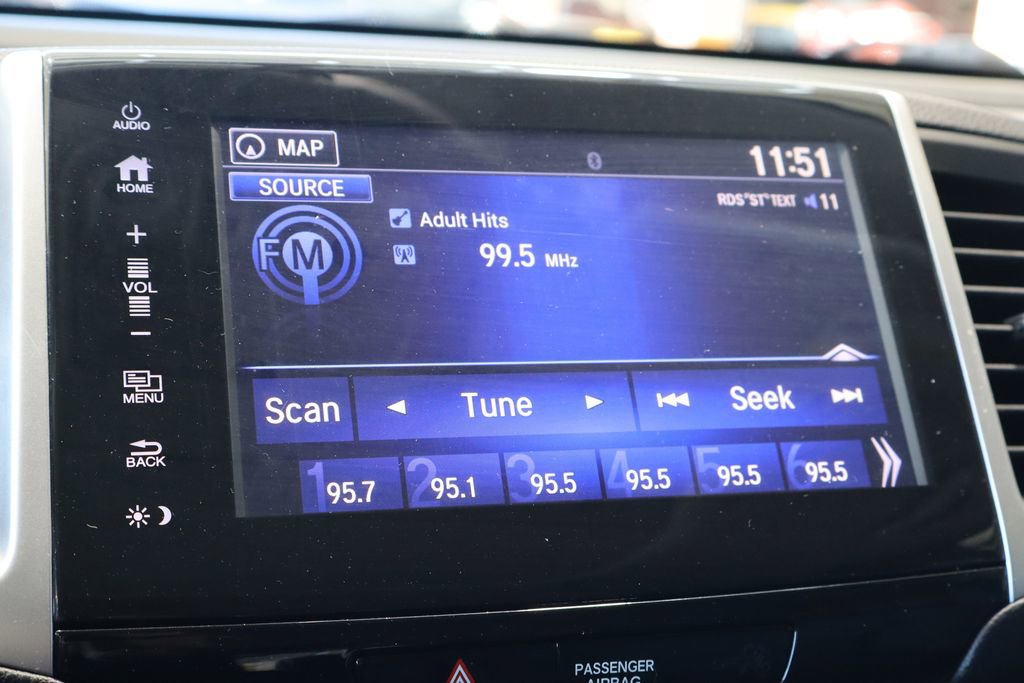 AUDIO
HOME
+
VOL
−
MENU
BACK
MAP
11:51
SOURCE
RDS "ST" TEXT 11
FM
Adult Hits
99.5 MHz
Scan
Tune
Seek
1 95.7
2 95.1
3 95.5
4 95.5
5 95.5
6 95.5
PASSENGER
AIRBAG